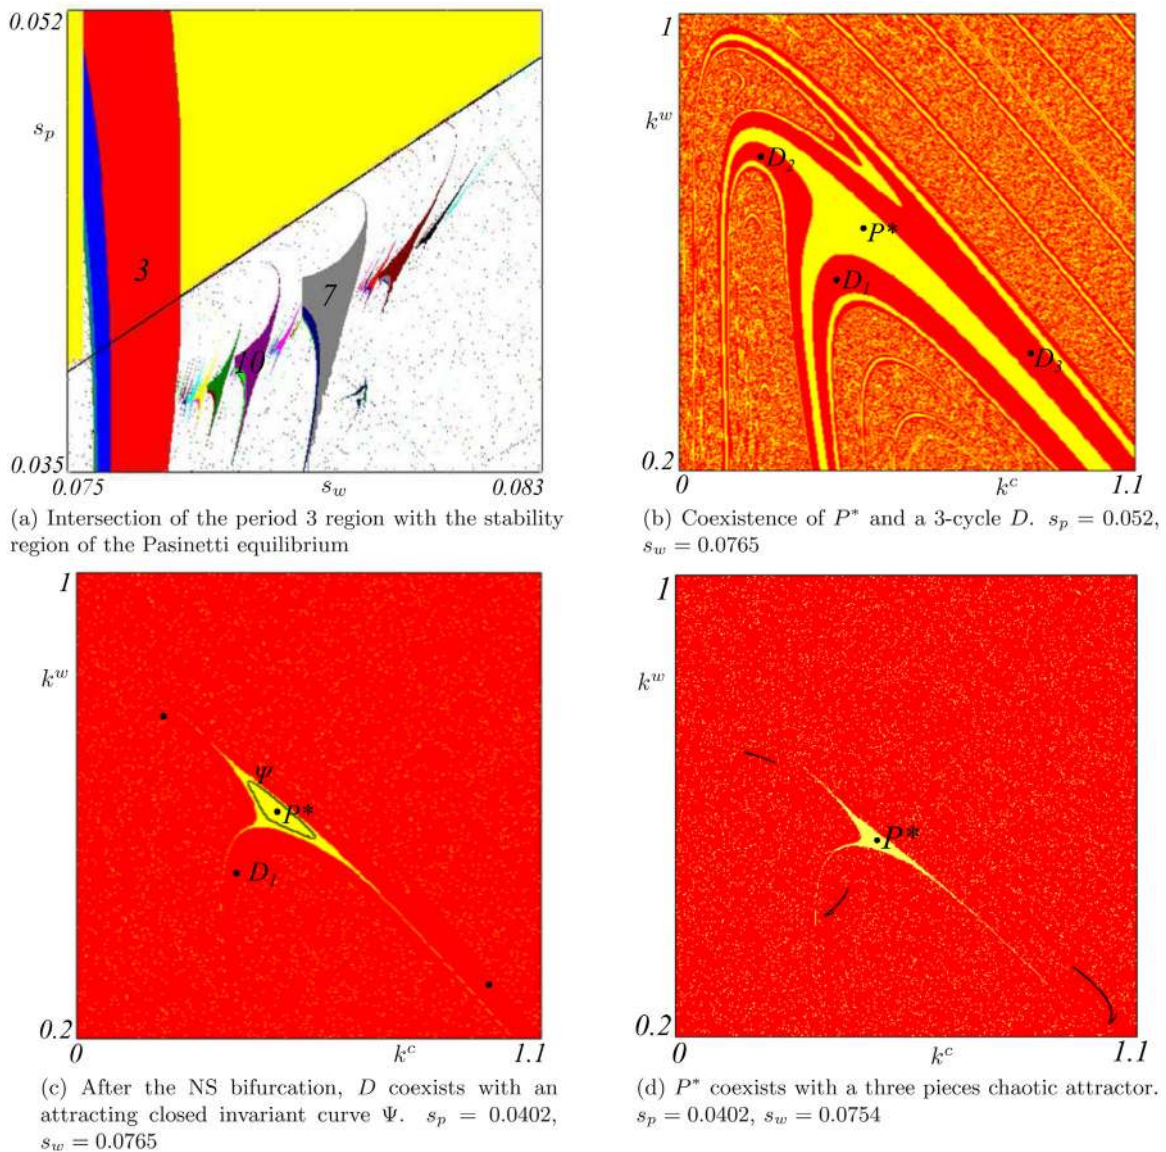 0.052
s_p
3
7
10
0.035
0.075
s_w
0.083
(a) Intersection of the period 3 region with the stability
region of the Pasinetti equilibrium
1
k^w
D_2
P*
D_1
D_3
0.2
0
k^c
1.1
(b) Coexistence of P* and a 3-cycle D. s_p = 0.052,
s_w = 0.0765
1
k^w
Ψ
P*
D_1
0.2
0
k^c
1.1
(c) After the NS bifurcation, D coexists with an
attracting closed invariant curve Ψ. s_p = 0.0402,
s_w = 0.0765
1
k^w
P*
0.2
0
k^c
1.1
(d) P* coexists with a three pieces chaotic attractor.
s_p = 0.0402, s_w = 0.0754